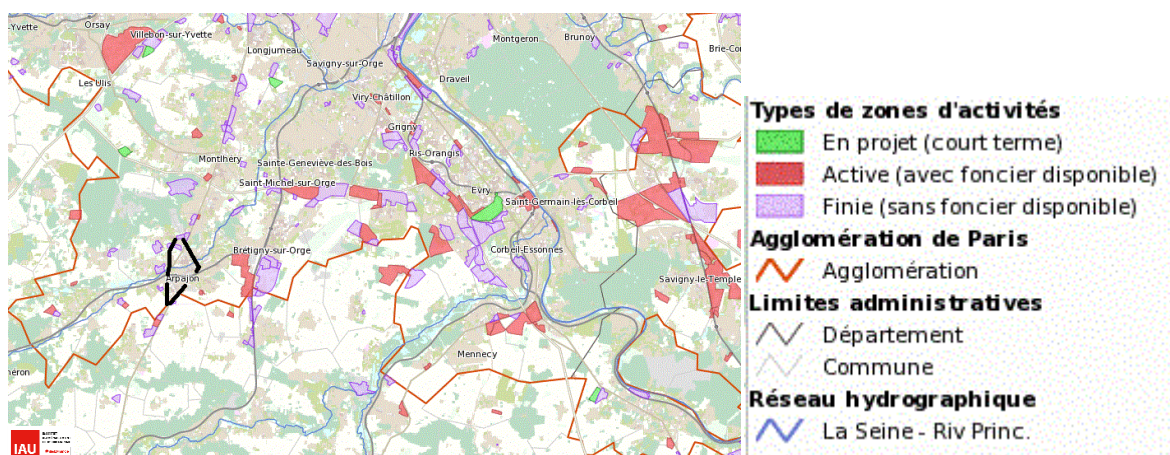 Orsay
-Yvette
Villebon-sur-Yvette
Montgeron
Brunoy
Brie-Co
Longjumeau
Savigny-sur-Orge
Les Ulis
Draveil
Viry-Châtillon
Grigny
Ris-Orangis
Montlhéry
Sainte-Geneviève-des-Bois
Saint-Michel-sur-Orge
Evry
Saint-Germain-lès-Corbeil
Brétigny-sur-Orge
Corbeil-Essonnes
Arpajon
Savigny-le-Temple
Mennecy
IAU
Types de zones d'activités
En projet (court terme)
Active (avec foncier disponible)
Finie (sans foncier disponible)
Agglomération de Paris
Agglomération
Limites administratives
Département
Commune
Réseau hydrographique
La Seine - Riv Princ.